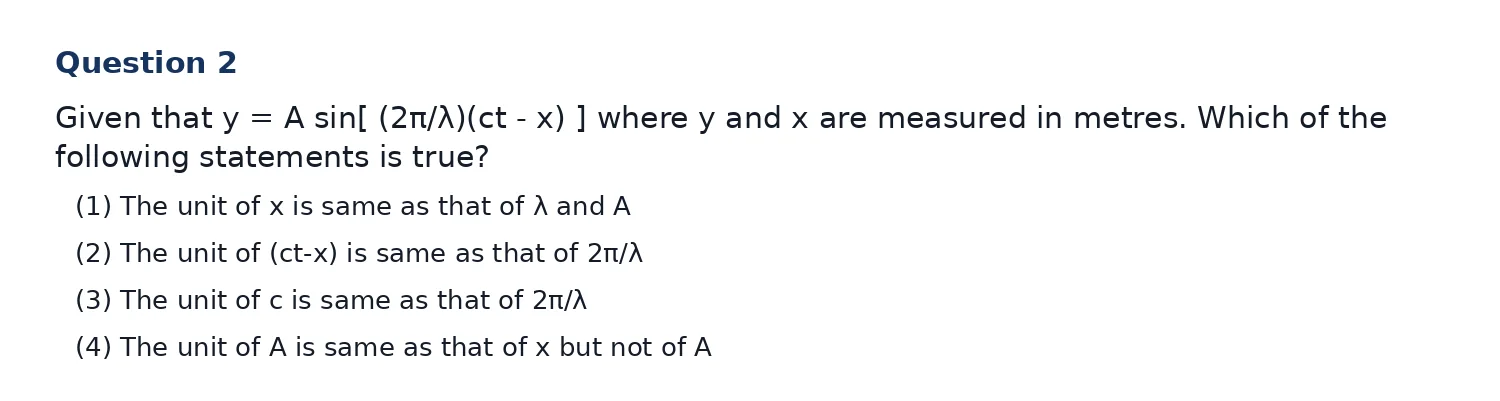 Question 2
Given that y = A sin[ (2π/λ)(ct - x) ] where y and x are measured in metres. Which of the
following statements is true?
(1) The unit of x is same as that of λ and A
(2) The unit of (ct-x) is same as that of 2π/λ
(3) The unit of c is same as that of 2π/λ
(4) The unit of A is same as that of x but not of A